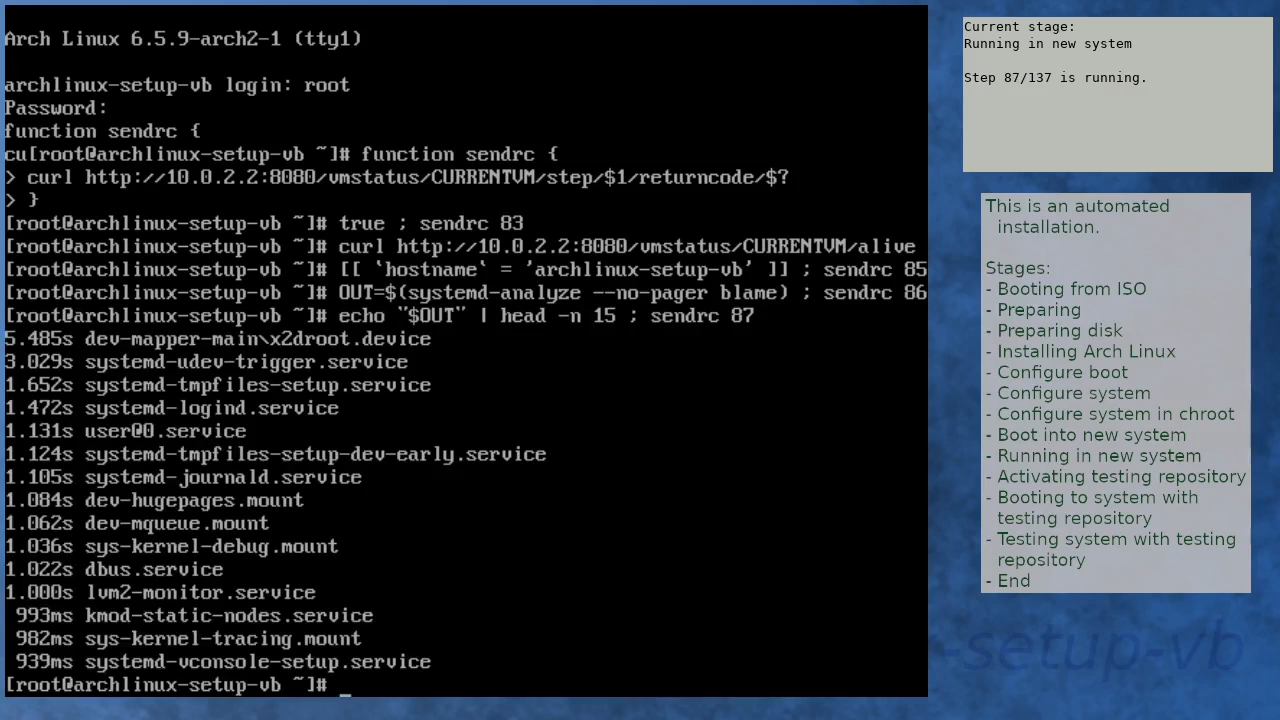 Arch Linux 6.5.9-arch2-1 (tty1)
archlinux-setup-vb login: root
Password:
function sendrc {
cu[root@archlinux-setup-vb ~]# function sendrc {
> curl http://10.0.2.2:8080/vmstatus/CURRENTVM/step/$1/returncode/$?
> }
[root@archlinux-setup-vb ~]# true ; sendrc 83
[root@archlinux-setup-vb ~]# curl http://10.0.2.2:8080/vmstatus/CURRENTVM/alive
[root@archlinux-setup-vb ~]# [[ `hostname` = 'archlinux-setup-vb' ]] ; sendrc 85
[root@archlinux-setup-vb ~]# OUT=$(systemd-analyze --no-pager blame) ; sendrc 86
[root@archlinux-setup-vb ~]# echo "$OUT" | head -n 15 ; sendrc 87
5.485s dev-mapper-main\x2droot.device
3.029s systemd-udev-trigger.service
1.652s systemd-tmpfiles-setup.service
1.472s systemd-logind.service
1.131s user@0.service
1.124s systemd-tmpfiles-setup-dev-early.service
1.105s systemd-journald.service
1.084s dev-hugepages.mount
1.062s dev-mqueue.mount
1.036s sys-kernel-debug.mount
1.022s dbus.service
1.000s lvm2-monitor.service
993ms kmod-static-nodes.service
982ms sys-kernel-tracing.mount
939ms systemd-vconsole-setup.service
[root@archlinux-setup-vb ~]# _
Current stage:
Running in new system
Step 87/137 is running.
This is an automated
installation.
Stages:
- Booting from ISO
- Preparing
- Preparing disk
- Installing Arch Linux
- Configure boot
- Configure system
- Configure system in chroot
- Boot into new system
- Running in new system
- Activating testing repository
- Booting to system with
testing repository
- Testing system with testing
repository
- End
-setup-vb